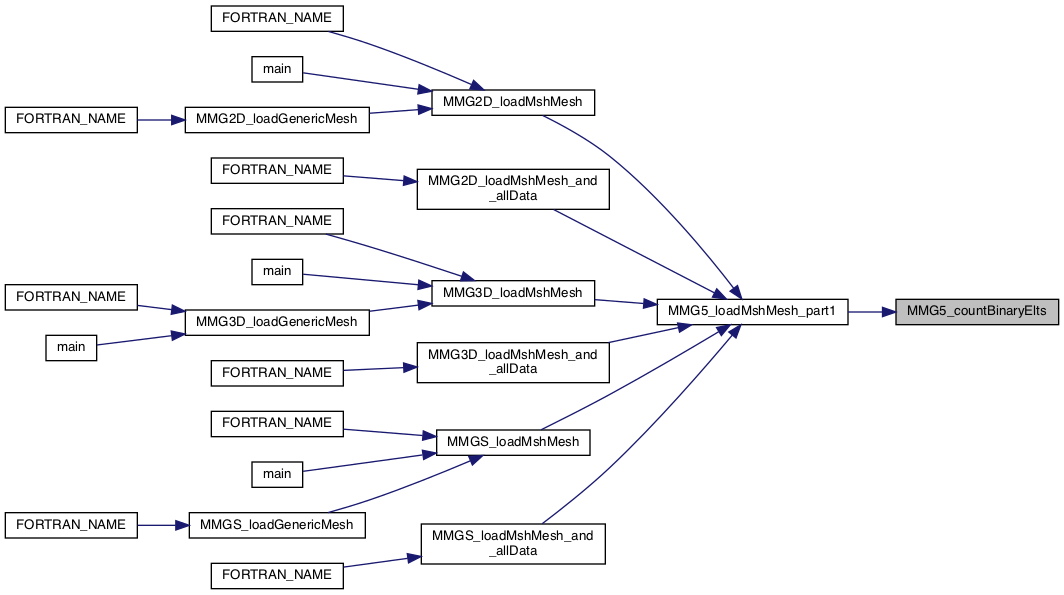 FORTRAN_NAME
main
MMG2D_loadMshMesh
FORTRAN_NAME
MMG2D_loadGenericMesh
FORTRAN_NAME
MMG2D_loadMshMesh_and
_allData
FORTRAN_NAME
main
MMG3D_loadMshMesh
FORTRAN_NAME
MMG3D_loadGenericMesh
main
MMG5_loadMshMesh_part1
MMG5_countBinaryElts
MMG3D_loadMshMesh_and
_allData
FORTRAN_NAME
FORTRAN_NAME
MMGS_loadMshMesh
main
FORTRAN_NAME
MMGS_loadGenericMesh
MMGS_loadMshMesh_and
_allData
FORTRAN_NAME